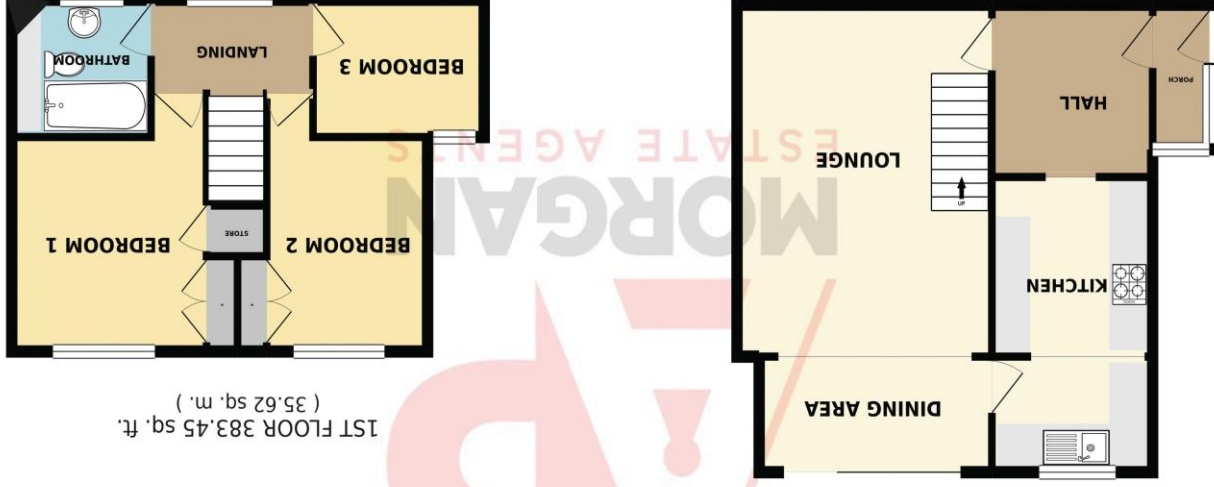 1ST FLOOR 383.45 sq. ft.
( 35.62 sq. m. )
DINING AREA
KITCHEN
UP
HALL
LOUNGE
PORCH
BEDROOM 2
STORE
BEDROOM 1
BEDROOM 3
LANDING
BATHROOM
MORGAN
ESTATE AGENTS